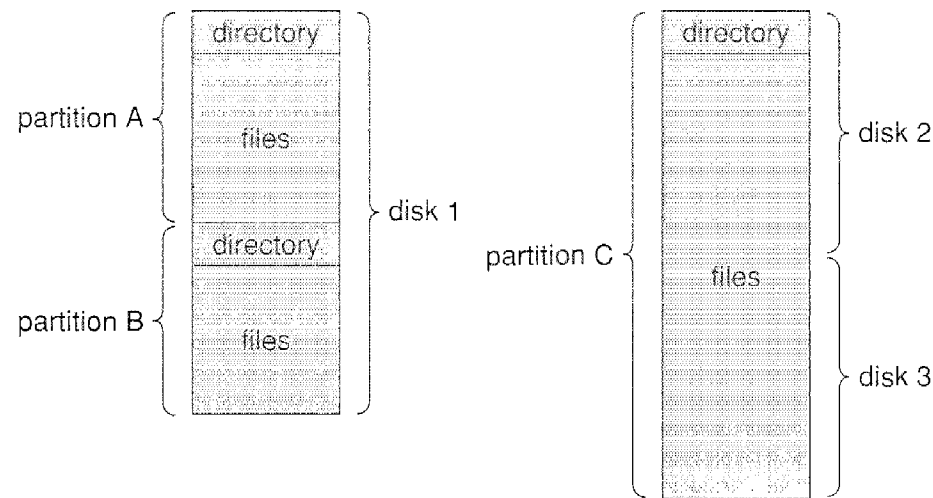 directory
partition A
files
disk 1
directory
partition B
files
directory
disk 2
partition C
files
disk 3